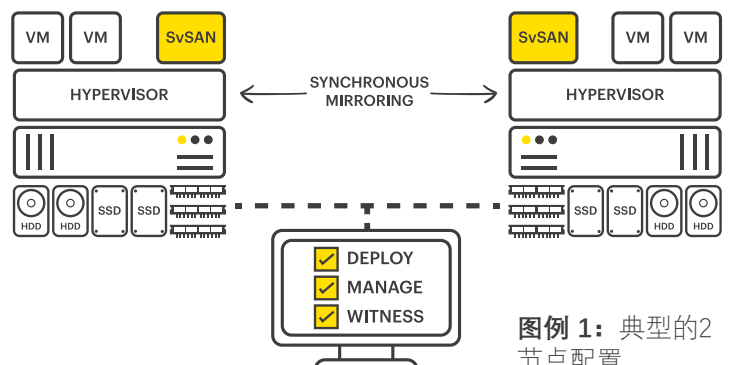 VM VM SvSAN
SvSAN VM VM
HYPERVISOR
SYNCHRONOUS
MIRRORING
HYPERVISOR
HDD HDD SSD SSD
SSD SSD HDD HDD
DEPLOY
MANAGE
WITNESS
图例 1：典型的2
节点配置